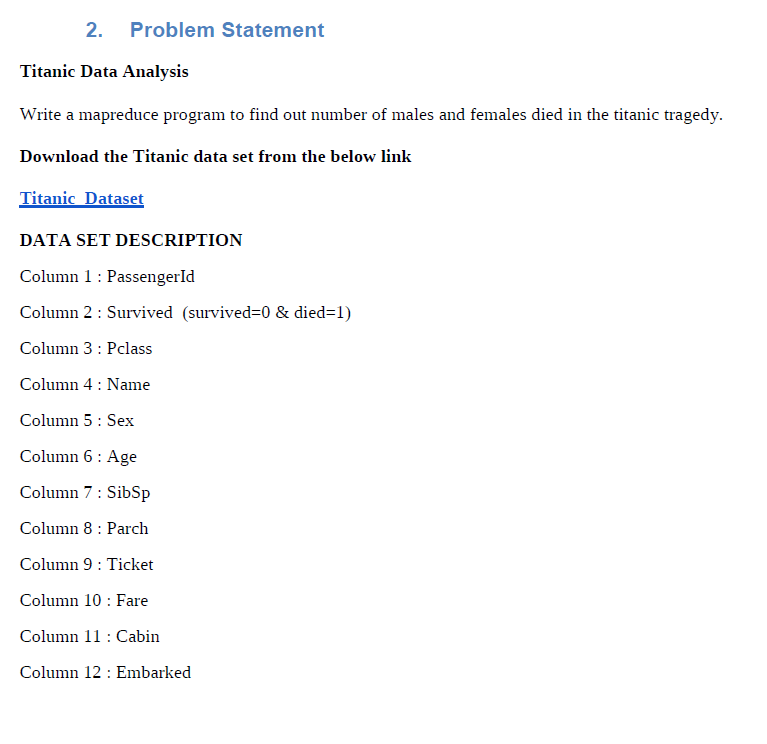 2. Problem Statement
Titanic Data Analysis
Write a mapreduce program to find out number of males and females died in the titanic tragedy.
Download the Titanic data set from the below link
Titanic_Dataset
DATA SET DESCRIPTION
Column 1 : PassengerId
Column 2 : Survived  (survived=0 & died=1)
Column 3 : Pclass
Column 4 : Name
Column 5 : Sex
Column 6 : Age
Column 7 : SibSp
Column 8 : Parch
Column 9 : Ticket
Column 10 : Fare
Column 11 : Cabin
Column 12 : Embarked